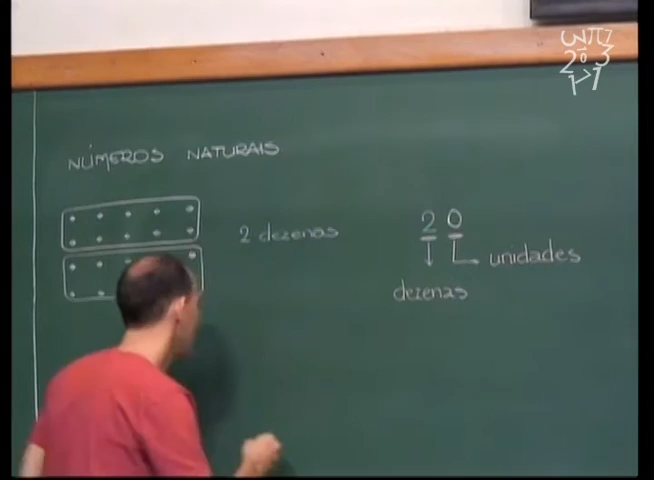 NÚMEROS NATURAIS
2 dezenas
2 0
unidades
dezenas